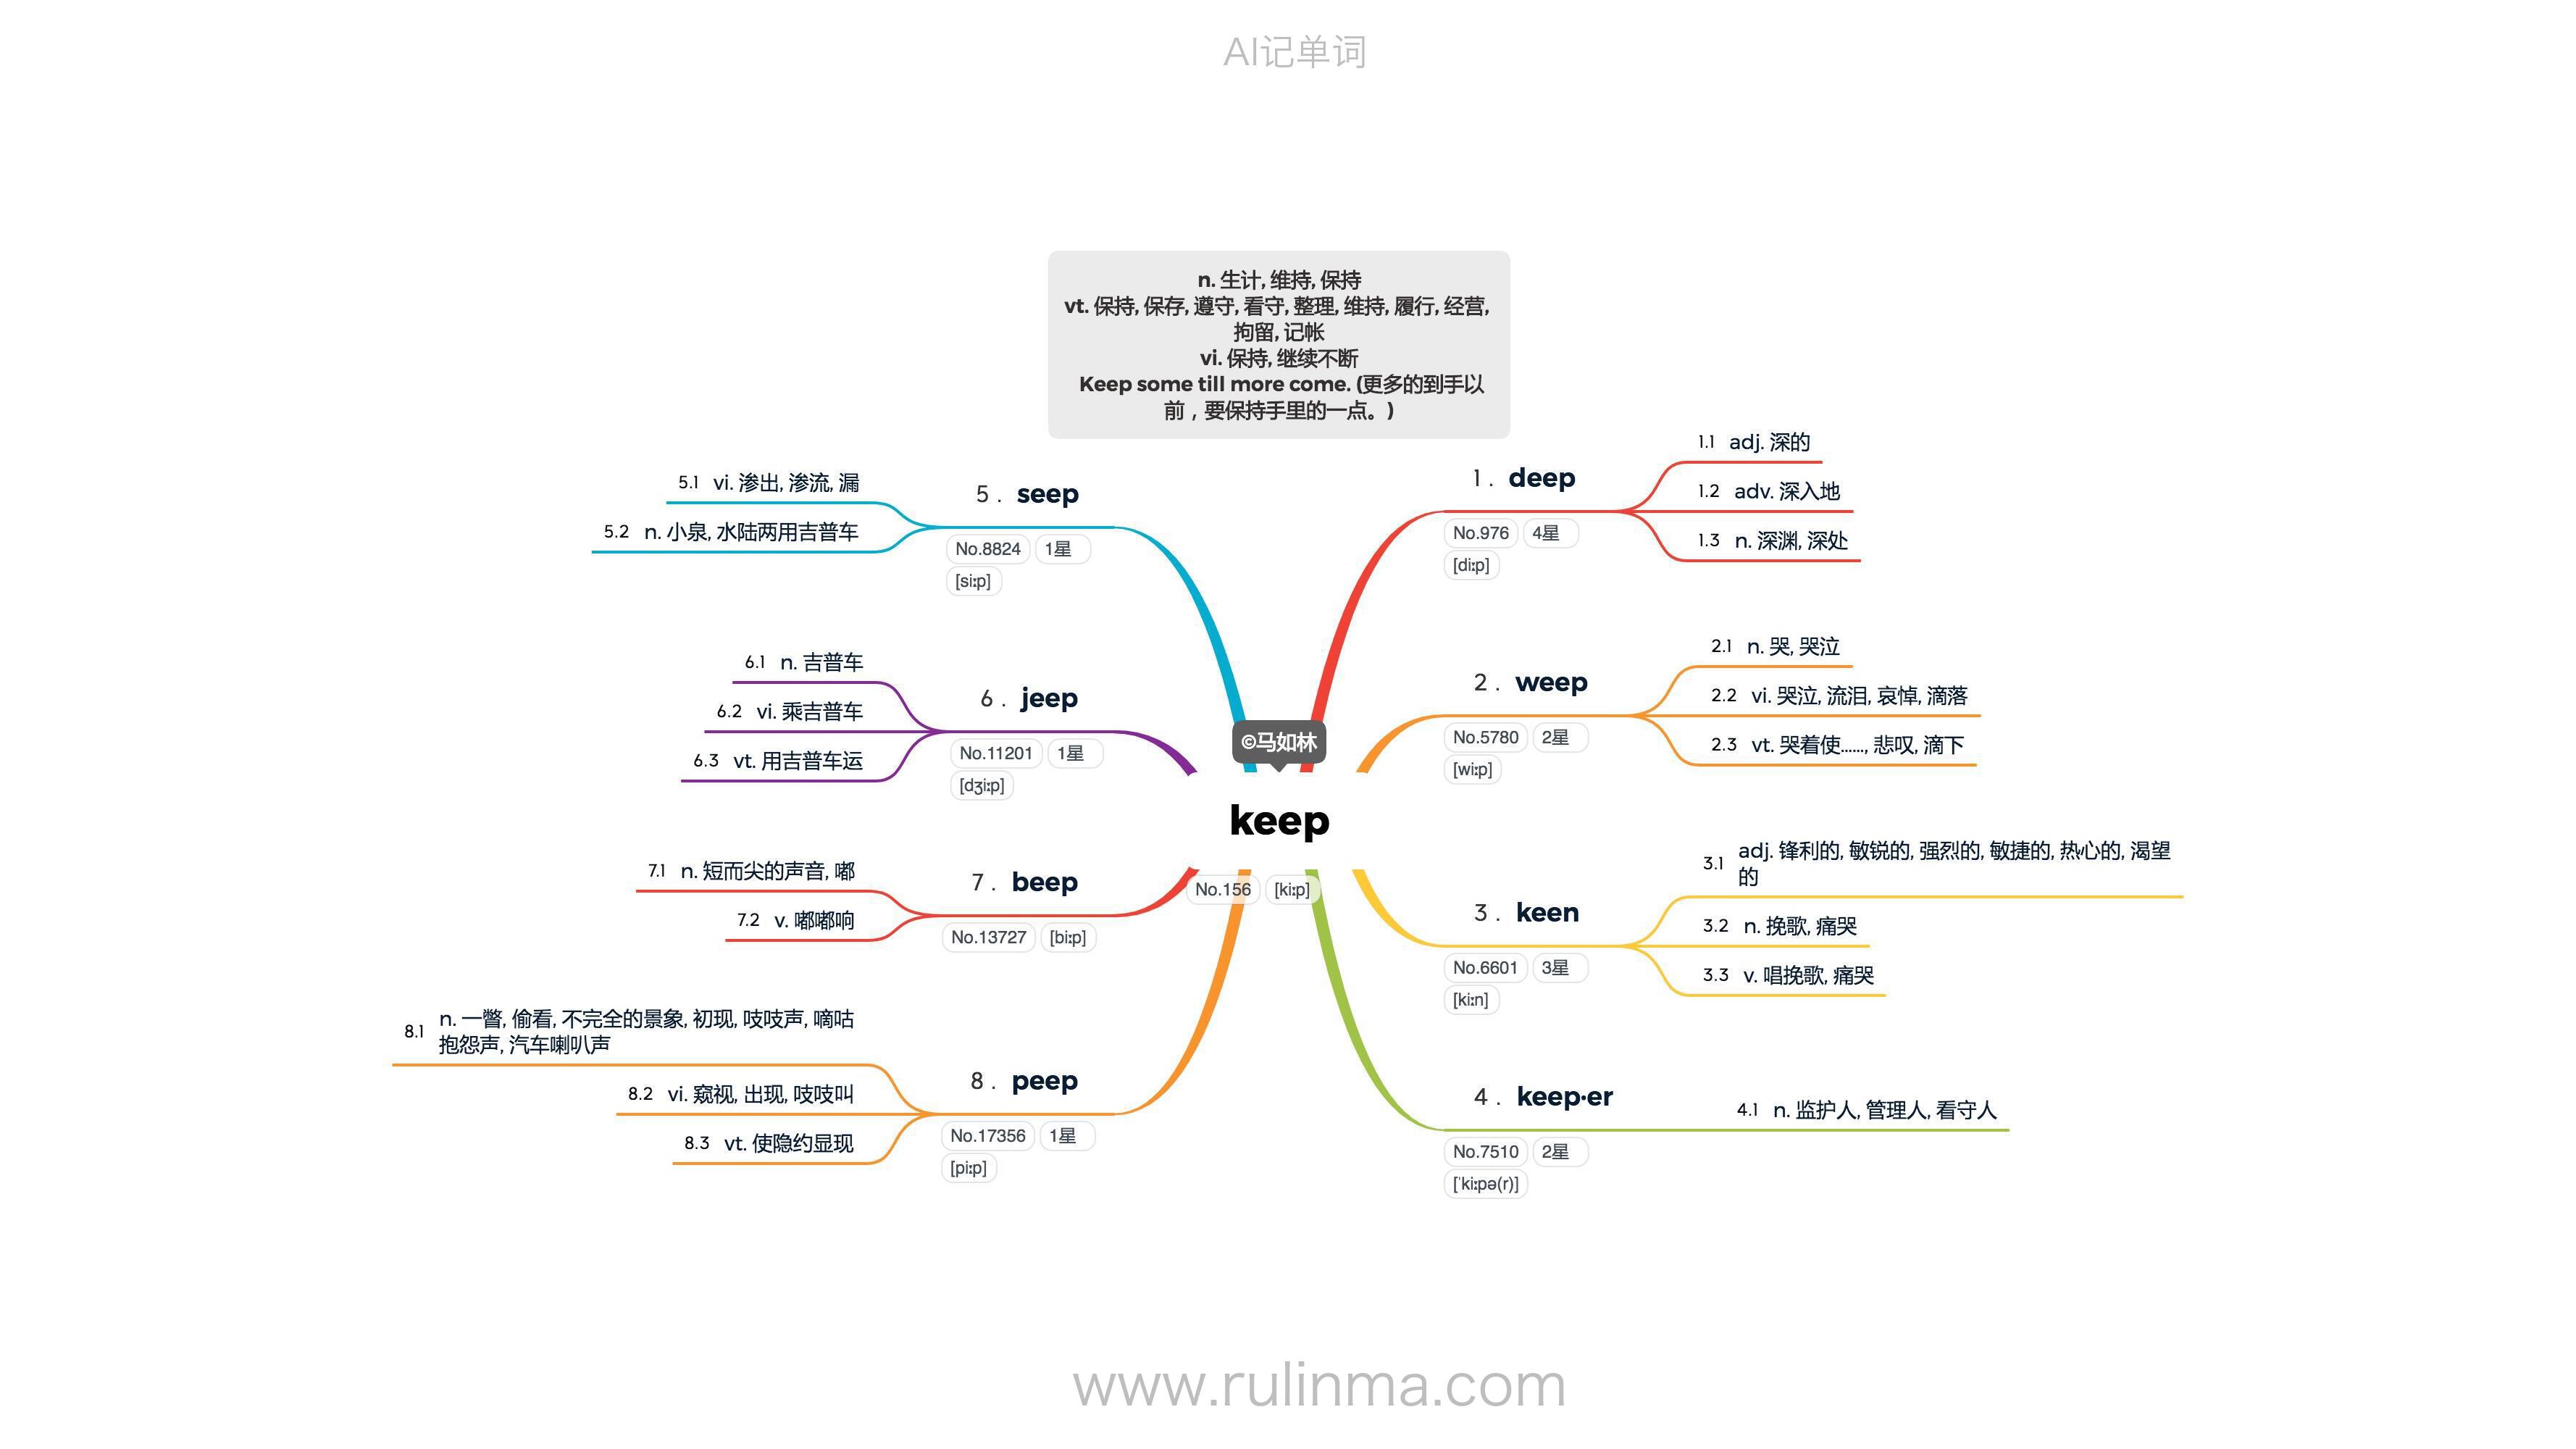 AI记单词
n. 生计, 维持, 保持
vt. 保持, 保存, 遵守, 看守, 整理, 维持, 履行, 经营,
拘留, 记帐
vi. 保持, 继续不断
Keep some till more come. (更多的到手以
前，要保持手里的一点。)
©马如林
keep
No.156 [ki:p]
1. deep
No.976 4星
[di:p]
1.1 adj. 深的
1.2 adv. 深入地
1.3 n. 深渊, 深处
2. weep
No.5780 2星
[wi:p]
2.1 n. 哭, 哭泣
2.2 vi. 哭泣, 流泪, 哀悼, 滴落
2.3 vt. 哭着使……, 悲叹, 滴下
3. keen
No.6601 3星
[ki:n]
3.1 adj. 锋利的, 敏锐的, 强烈的, 敏捷的, 热心的, 渴望
的
3.2 n. 挽歌, 痛哭
3.3 v. 唱挽歌, 痛哭
4. keep·er
No.7510 2星
['ki:pə(r)]
4.1 n. 监护人, 管理人, 看守人
5. seep
No.8824 1星
[si:p]
5.1 vi. 渗出, 渗流, 漏
5.2 n. 小泉, 水陆两用吉普车
6. jeep
No.11201 1星
[dʒi:p]
6.1 n. 吉普车
6.2 vi. 乘吉普车
6.3 vt. 用吉普车运
7. beep
No.13727 [bi:p]
7.1 n. 短而尖的声音, 嘟
7.2 v. 嘟嘟响
8. peep
No.17356 1星
[pi:p]
8.1 n. 一瞥, 偷看, 不完全的景象, 初现, 吱吱声, 嘀咕
抱怨声, 汽车喇叭声
8.2 vi. 窥视, 出现, 吱吱叫
8.3 vt. 使隐约显现
www.rulinma.com